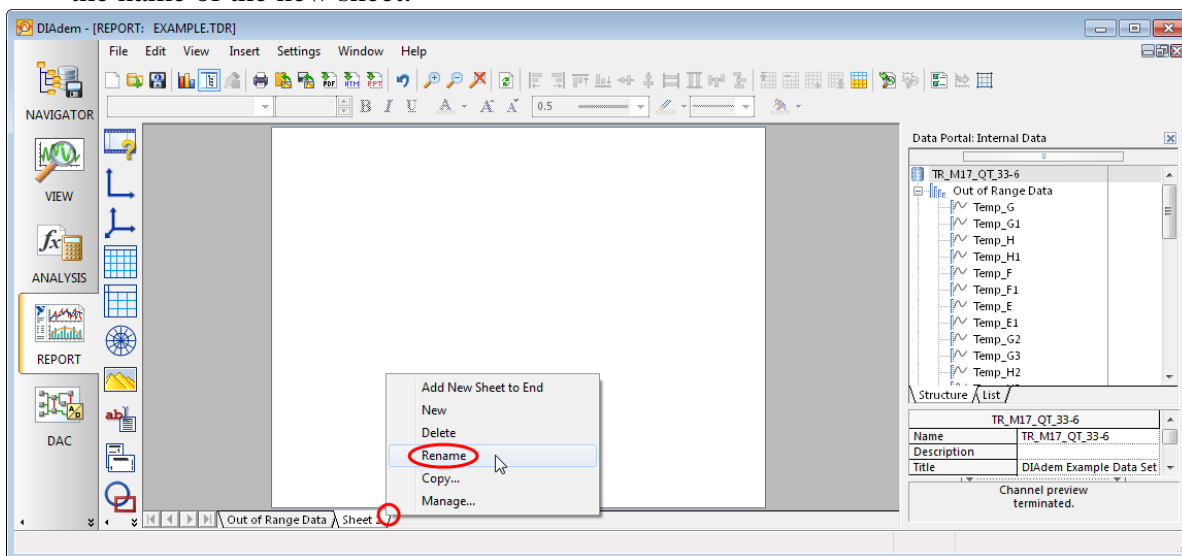 the name of the new sheet.
DIAdem - [REPORT: EXAMPLE.TDR]
File Edit View Insert Settings Window Help
NAVIGATOR
B I U A A A 0.5
VIEW
ANALYSIS
REPORT
DAC
Data Portal: Internal Data
TR_M17_QT_33-6
Out of Range Data
Temp_G
Temp_G1
Temp_H
Temp_H1
Temp_F
Temp_F1
Temp_E
Temp_E1
Temp_G2
Temp_G3
Temp_H2
Structure List
TR_M17_QT_33-6
Name TR_M17_QT_33-6
Description
Title DIAdem Example Data Set
Channel preview
terminated.
Add New Sheet to End
New
Delete
Rename
Copy...
Manage...
Out of Range Data Sheet 2